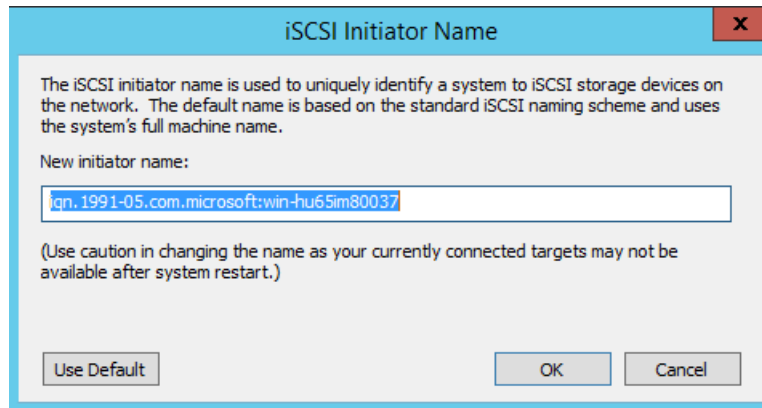 iSCSI Initiator Name
x
The iSCSI initiator name is used to uniquely identify a system to iSCSI storage devices on
the network. The default name is based on the standard iSCSI naming scheme and uses
the system's full machine name.
New initiator name:
iqn.1991-05.com.microsoft:win-hu65im80037
(Use caution in changing the name as your currently connected targets may not be
available after system restart.)
Use Default OK Cancel